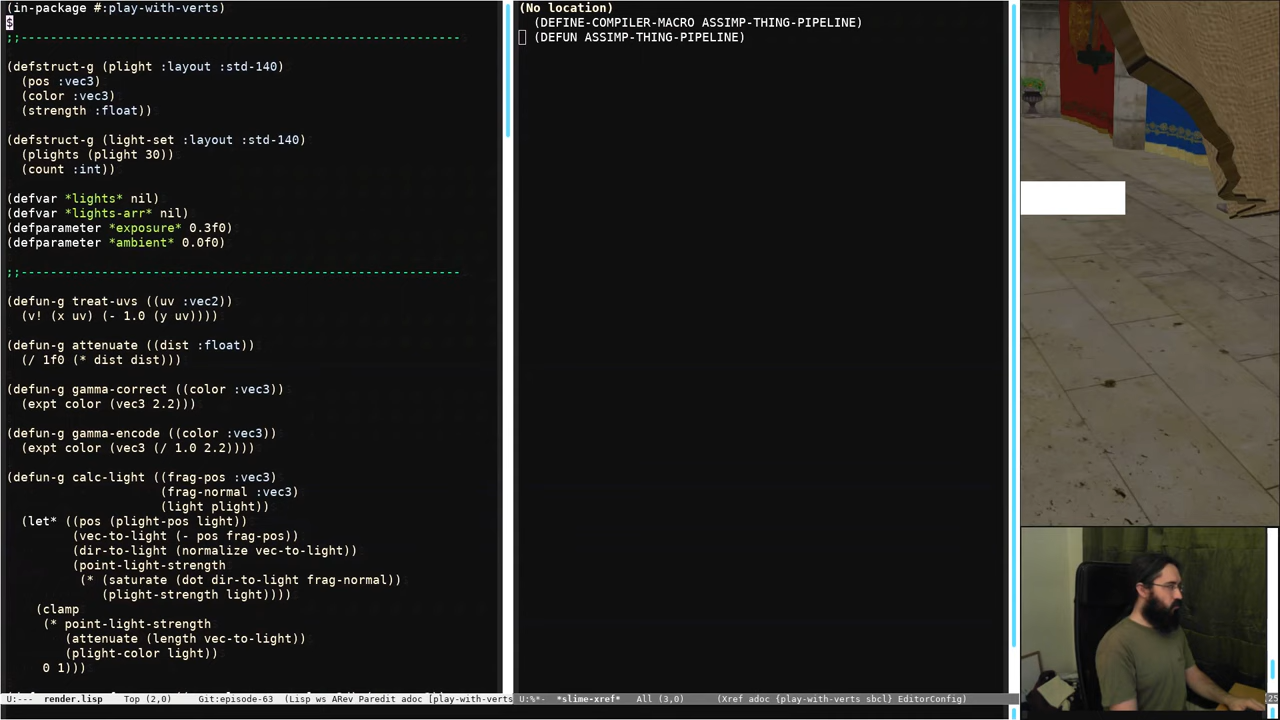 (in-package #:play-with-verts)
;;------------------------------------------------------------
(defstruct-g (plight :layout :std-140)
  (pos :vec3)
  (color :vec3)
  (strength :float))
(defstruct-g (light-set :layout :std-140)
  (plights (plight 30))
  (count :int))
(defvar *lights* nil)
(defvar *lights-arr* nil)
(defparameter *exposure* 0.3f0)
(defparameter *ambient* 0.0f0)
;;------------------------------------------------------------
(defun-g treat-uvs ((uv :vec2))
  (v! (x uv) (- 1.0 (y uv))))
(defun-g attenuate ((dist :float))
  (/ 1f0 (* dist dist)))
(defun-g gamma-correct ((color :vec3))
  (expt color (vec3 2.2)))
(defun-g gamma-encode ((color :vec3))
  (expt color (vec3 (/ 1.0 2.2))))
(defun-g calc-light ((frag-pos :vec3)
                     (frag-normal :vec3)
                     (light plight))
  (let* ((pos (plight-pos light))
         (vec-to-light (- pos frag-pos))
         (dir-to-light (normalize vec-to-light))
         (point-light-strength
          (* (saturate (dot dir-to-light frag-normal))
             (plight-strength light))))
    (clamp
     (* point-light-strength
        (attenuate (length vec-to-light))
        (plight-color light))
     0 1)))
U:--- render.lisp Top (2,0) Git:episode-63 (Lisp ws ARev Paredit adoc [play-with-verts
(No location)
  (DEFINE-COMPILER-MACRO ASSIMP-THING-PIPELINE)
  (DEFUN ASSIMP-THING-PIPELINE)
U:%*- *slime-xref* All (3,0) (Xref adoc {play-with-verts sbcl} EditorConfig)
25